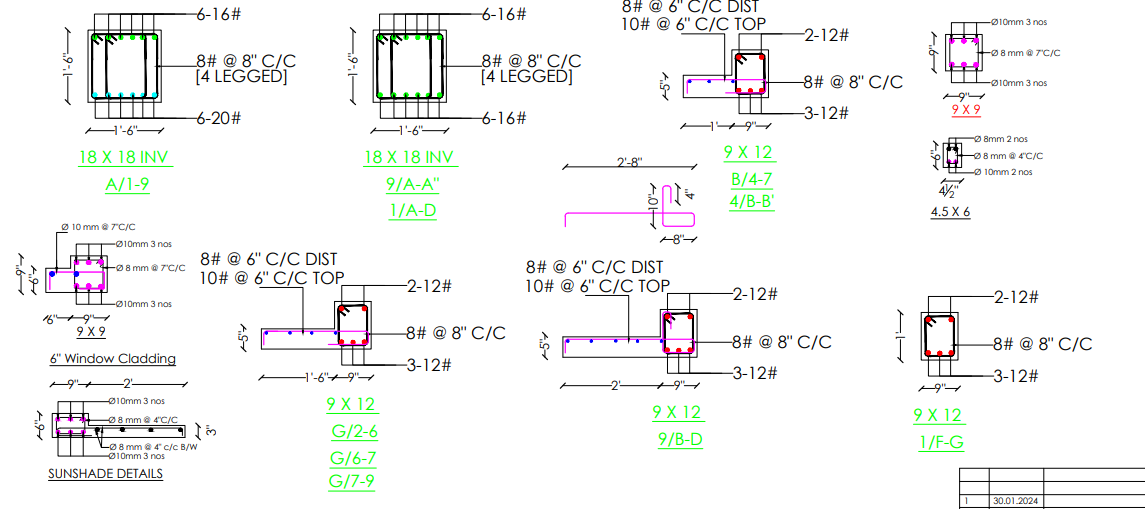 6-16#
1'-6"
8# @ 8" C/C
[4 LEGGED]
6-20#
1'-6"
18 X 18 INV
A/1-9
6-16#
1'-6"
8# @ 8" C/C
[4 LEGGED]
6-16#
1'-6"
18 X 18 INV
9/A-A"
1/A-D
8# @ 6" C/C DIST
10# @ 6" C/C TOP
2-12#
5"
8# @ 8" C/C
3-12#
1'
9"
9 X 12
B/4-7
4/B-B'
2'-8"
10"
4"
8"
Ø10mm 3 nos
9"
Ø 8 mm @ 7"C/C
Ø10mm 3 nos
9"
9 X 9
Ø 8mm 2 nos
6"
Ø 8 mm @ 4"C/C
Ø 10mm 2 nos
4½"
4.5 X 6
Ø 10 mm @ 7"C/C
Ø10mm 3 nos
9"
6"
Ø 8 mm @ 7"C/C
Ø10mm 3 nos
6"
9"
9 X 9
6" Window Cladding
9"
2'
Ø10mm 3 nos
6"
Ø 8 mm @ 4"C/C
3"
Ø 8 mm @ 4" c/c B/W
Ø10mm 3 nos
SUNSHADE DETAILS
8# @ 6" C/C DIST
10# @ 6" C/C TOP
2-12#
5"
8# @ 8" C/C
3-12#
1'-6"
9"
9 X 12
G/2-6
G/6-7
G/7-9
8# @ 6" C/C DIST
10# @ 6" C/C TOP
2-12#
5"
8# @ 8" C/C
3-12#
2'
9"
9 X 12
9/B-D
2-12#
1'
8# @ 8" C/C
3-12#
9"
9 X 12
1/F-G
1 30.01.2024